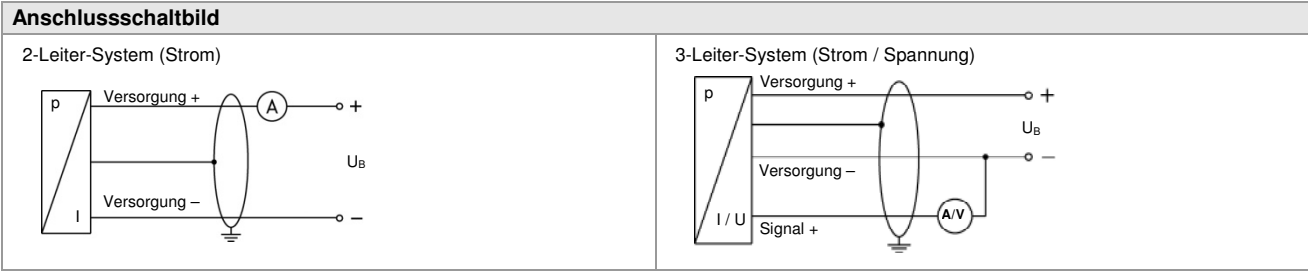 Anschlussschaltbild
2-Leiter-System (Strom)
p
Versorgung +
A
+
UB
Versorgung –
I
–
3-Leiter-System (Strom / Spannung)
p
Versorgung +
+
UB
Versorgung –
–
I / U
Signal +
A/V